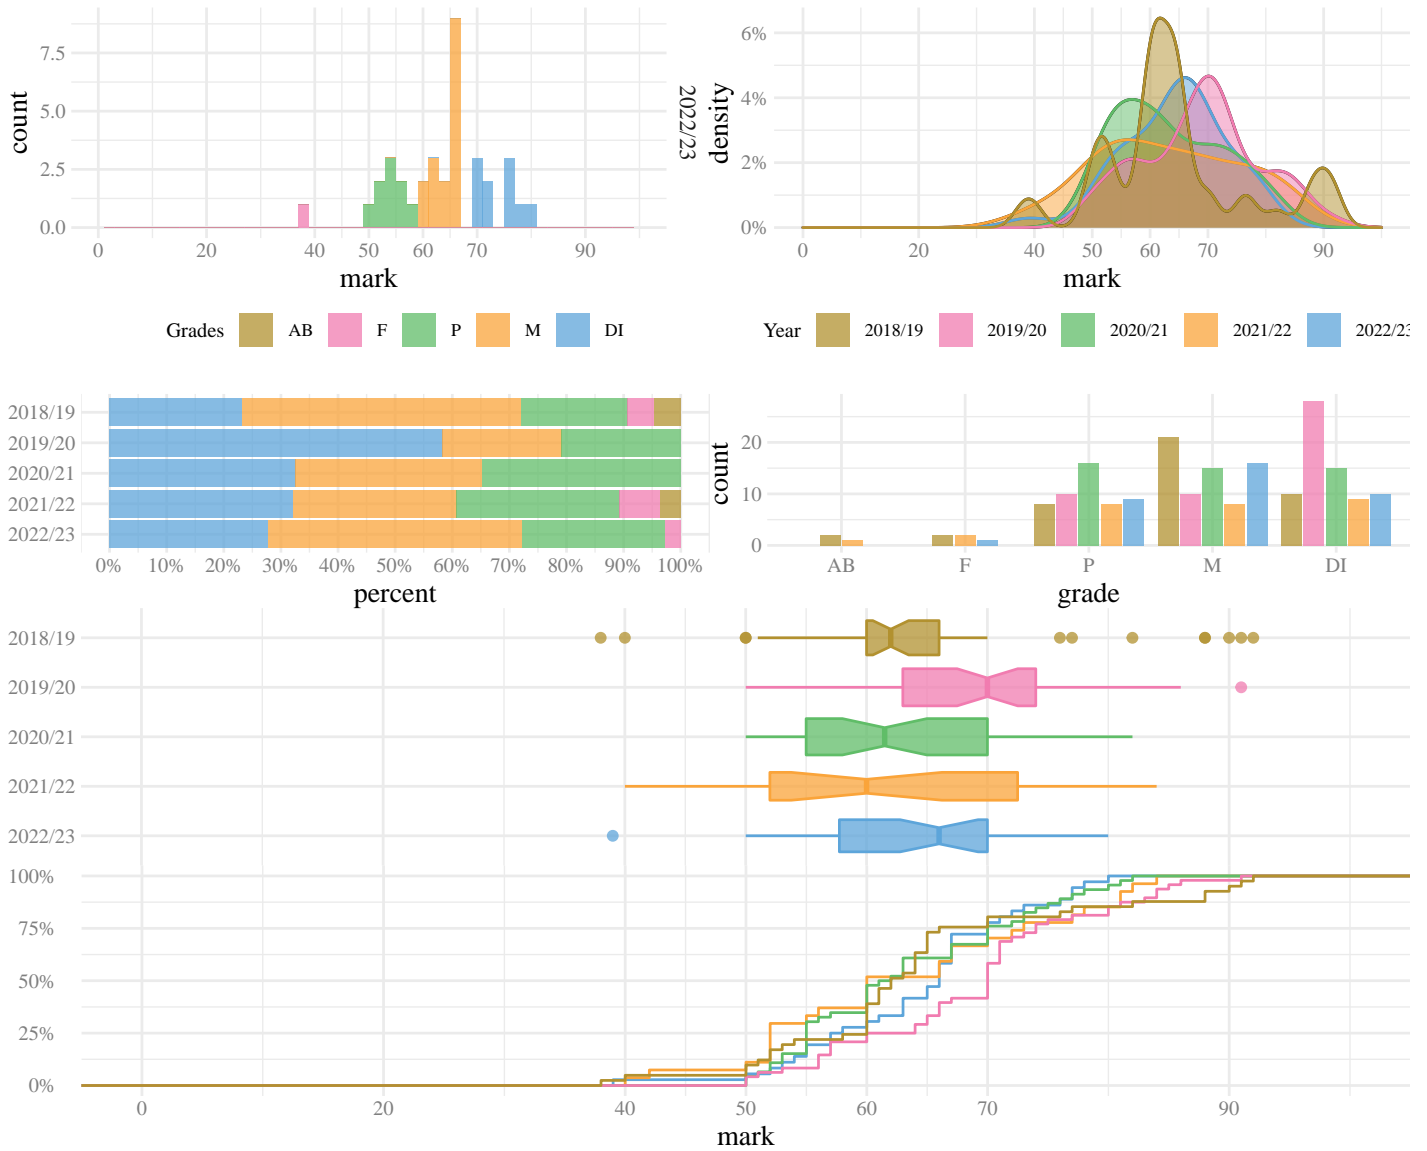 7.5
5.0
2.5
0.0
count
0 20 40 50 60 70 90
mark
2022/23
Grades AB F P M DI
6%
4%
2%
0%
density
0 20 40 50 60 70 90
mark
Year 2018/19 2019/20 2020/21 2021/22 2022/23
2018/19
2019/20
2020/21
2021/22
2022/23
0% 10% 20% 30% 40% 50% 60% 70% 80% 90% 100%
percent
20
10
0
count
AB F P M DI
grade
2018/19
2019/20
2020/21
2021/22
2022/23
100%
75%
50%
25%
0%
0 20 40 50 60 70 90
mark